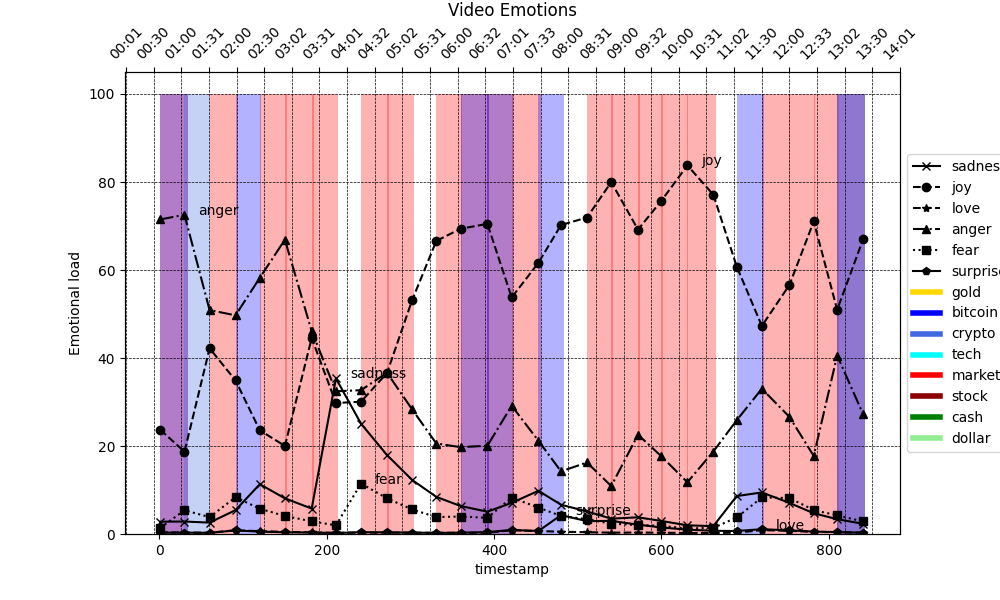 Video Emotions
00:01 00:30 01:00 01:31 02:00 02:30 03:02 03:31 04:01 04:32 05:02 05:31 06:00 06:32 07:01 07:33 08:00 08:31 09:00 09:32 10:00 10:31 11:02 11:30 12:00 12:33 13:02 13:30 14:01
100
80
60
40
20
0
Emotional load
anger
sadness
fear
surprise
joy
love
0 200 400 600 800
timestamp
sadnes
joy
love
anger
fear
surprise
gold
bitcoin
crypto
tech
market
stock
cash
dollar